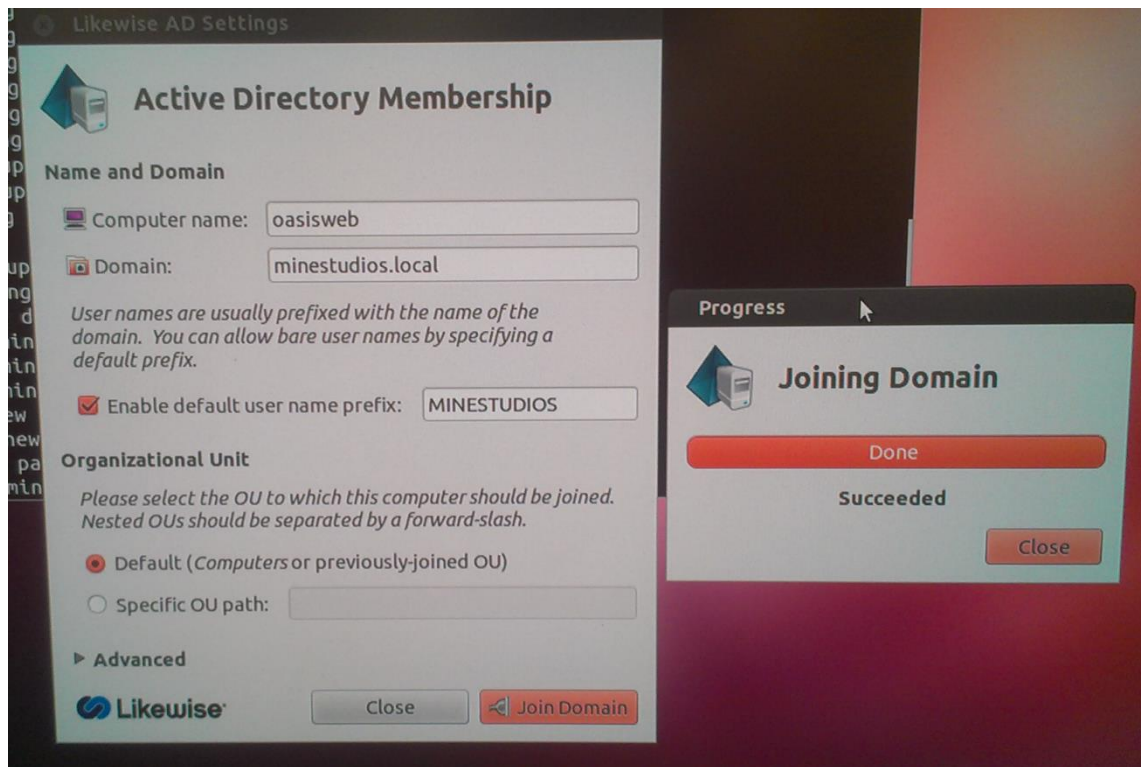 Likewise AD Settings
Active Directory Membership
Name and Domain
Computer name: oasisweb
Domain: minestudios.local
User names are usually prefixed with the name of the
domain. You can allow bare user names by specifying a
default prefix.
Enable default user name prefix: MINESTUDIOS
Organizational Unit
Please select the OU to which this computer should be joined.
Nested OUs should be separated by a forward-slash.
Default (Computers or previously-joined OU)
Specific OU path:
Advanced
Likewise
Close
Join Domain
Progress
Joining Domain
Done
Succeeded
Close